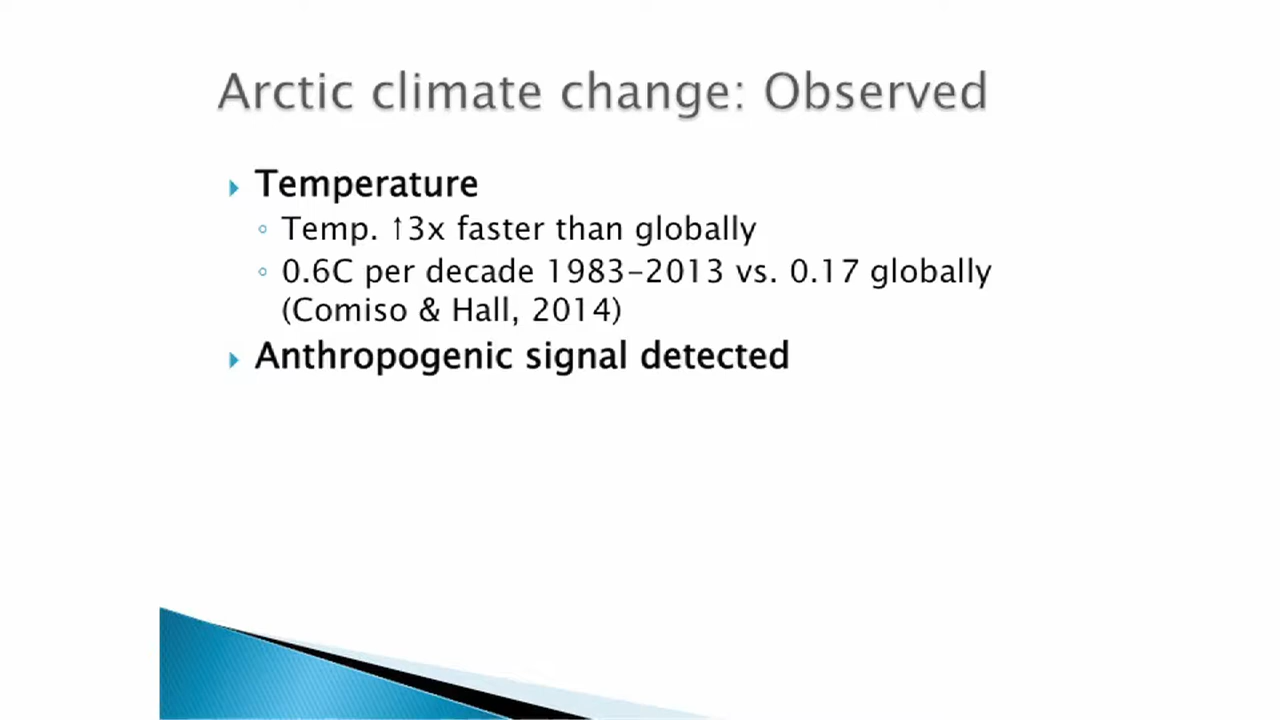 Arctic climate change: Observed
Temperature
Temp. ↑3x faster than globally
0.6C per decade 1983-2013 vs. 0.17 globally
(Comiso & Hall, 2014)
Anthropogenic signal detected